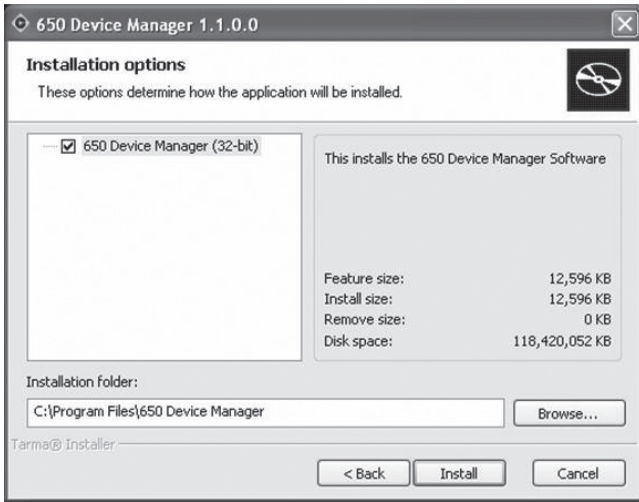 650 Device Manager 1.1.0.0
Installation options
These options determine how the application will be installed.
650 Device Manager (32-bit)
This installs the 650 Device Manager Software
Feature size: 12,596 KB
Install size: 12,596 KB
Remove size: 0 KB
Disk space: 118,420,052 KB
Installation folder:
C:\Program Files\650 Device Manager
Browse...
Tarma® Installer
< Back Install Cancel